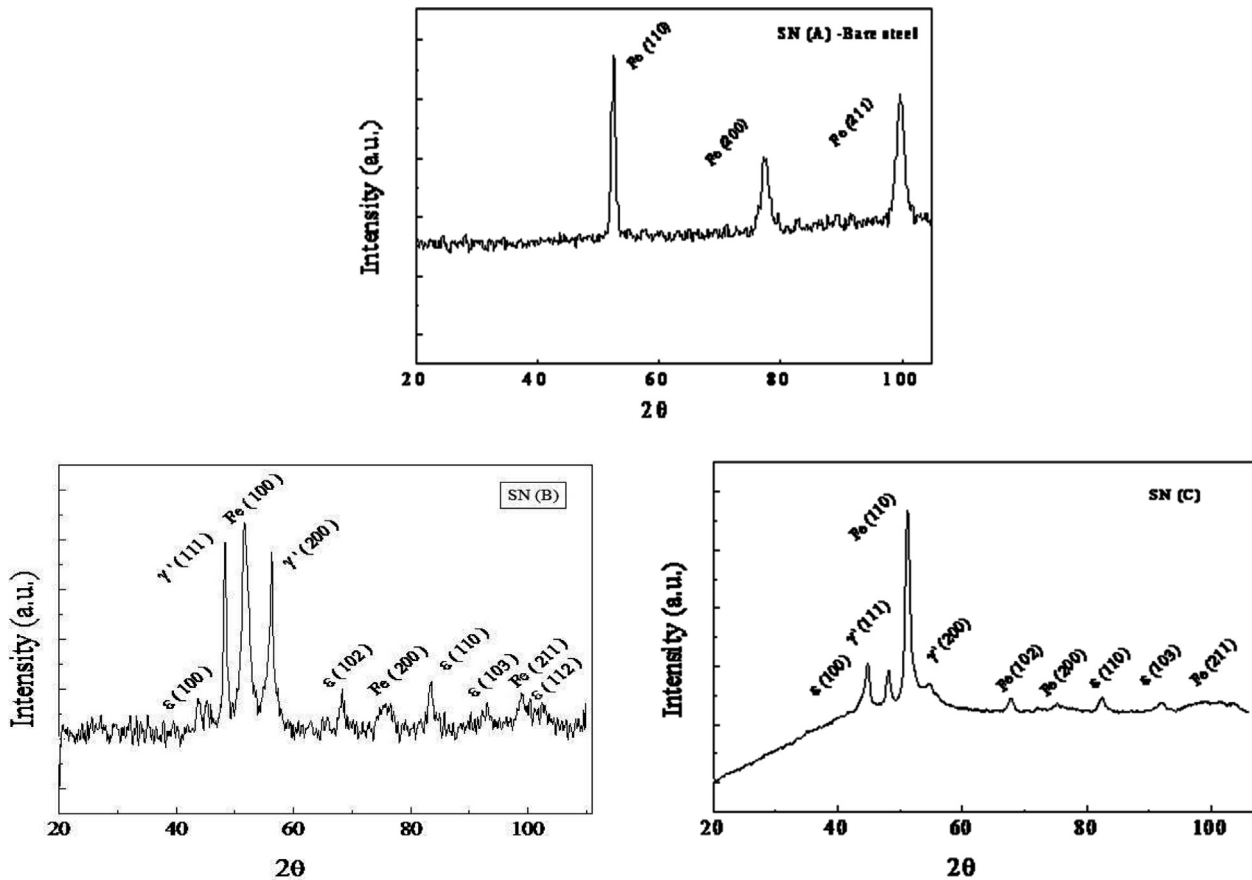 SN (A) -Bare steel
Fe (110)
Fe (200)
Fe (211)
Intensity (a.u.)
20 40 60 80 100
2θ
SN (B)
ε (100)
γ' (111)
Fe (100)
γ' (200)
ε (102)
Fe (200)
ε (110)
ε (103)
Fe (211)
ε (112)
Intensity (a.u.)
20 40 60 80 100
2θ
SN (C)
ε (100)
γ' (111)
Fe (110)
γ' (200)
Fe (102)
Fe (200)
ε (110)
ε (103)
Fe (211)
Intensity (a.u.)
20 40 60 80 100
2θ